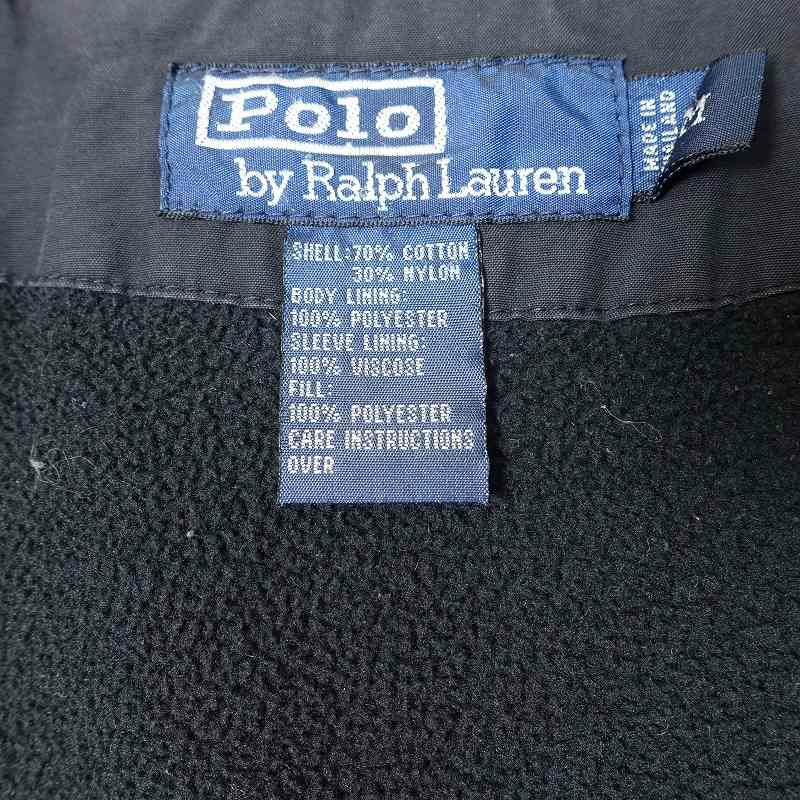 Polo
by Ralph Lauren
MADE IN
THAILAND
M
SHELL: 70% COTTON
30% NYLON
BODY LINING:
100% POLYESTER
SLEEVE LINING:
100% VISCOSE
FILL:
100% POLYESTER
CARE INSTRUCTIONS
OVER